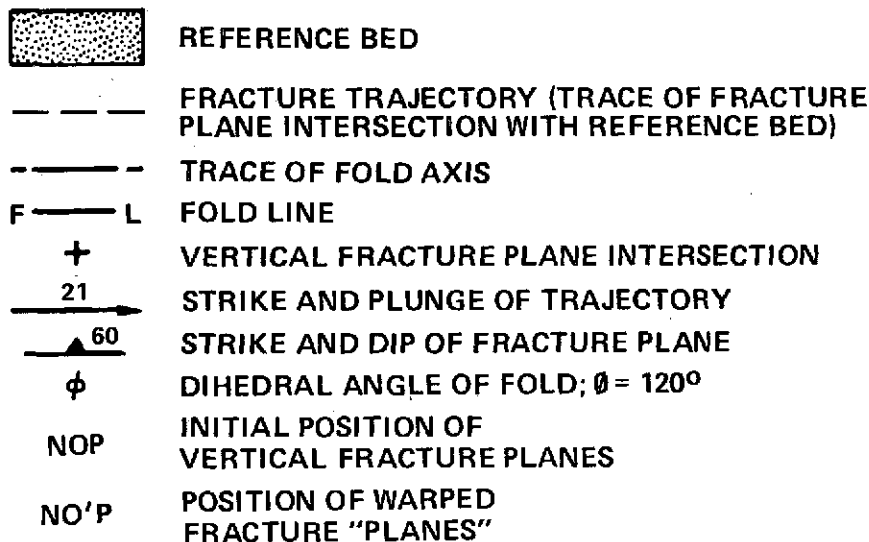 REFERENCE BED
FRACTURE TRAJECTORY (TRACE OF FRACTURE
PLANE INTERSECTION WITH REFERENCE BED)
TRACE OF FOLD AXIS
F L FOLD LINE
+ VERTICAL FRACTURE PLANE INTERSECTION
21 STRIKE AND PLUNGE OF TRAJECTORY
60 STRIKE AND DIP OF FRACTURE PLANE
ϕ DIHEDRAL ANGLE OF FOLD; Ø = 120º
NOP INITIAL POSITION OF
VERTICAL FRACTURE PLANES
NO'P POSITION OF WARPED
FRACTURE "PLANES"